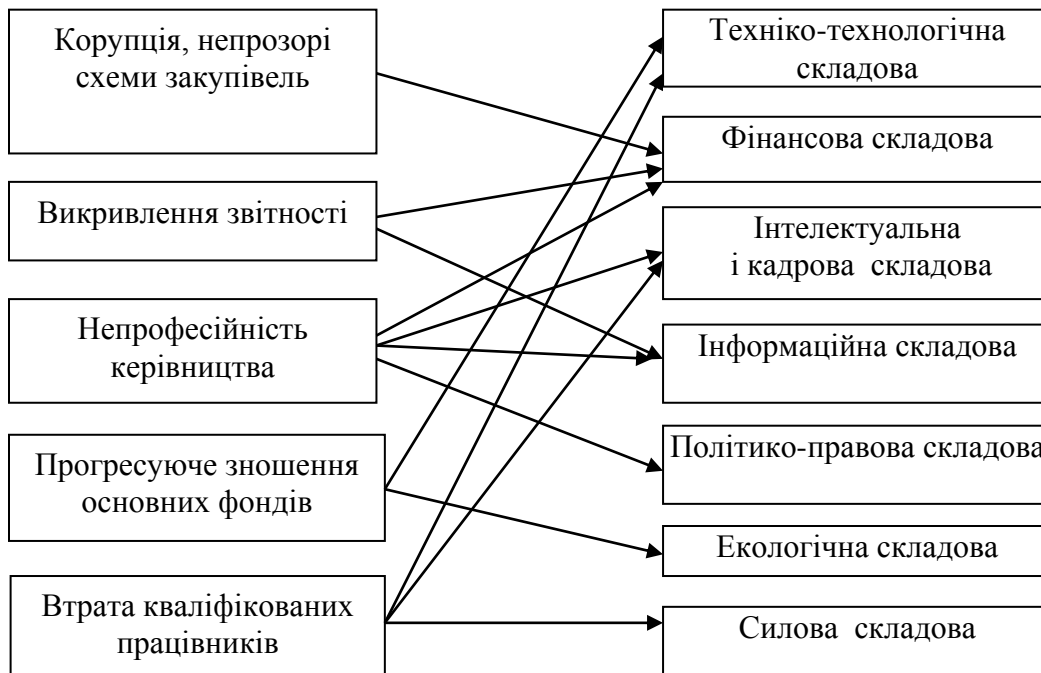 Корупція, непрозорі
схеми закупівель
Викривлення звітності
Непрофесійність
керівництва
Прогресуюче зношення
основних фондів
Втрата кваліфікованих
працівників
Техніко-технологічна
складова
Фінансова складова
Інтелектуальна
і кадрова складова
Інформаційна складова
Політико-правова складова
Екологічна складова
Силова складова